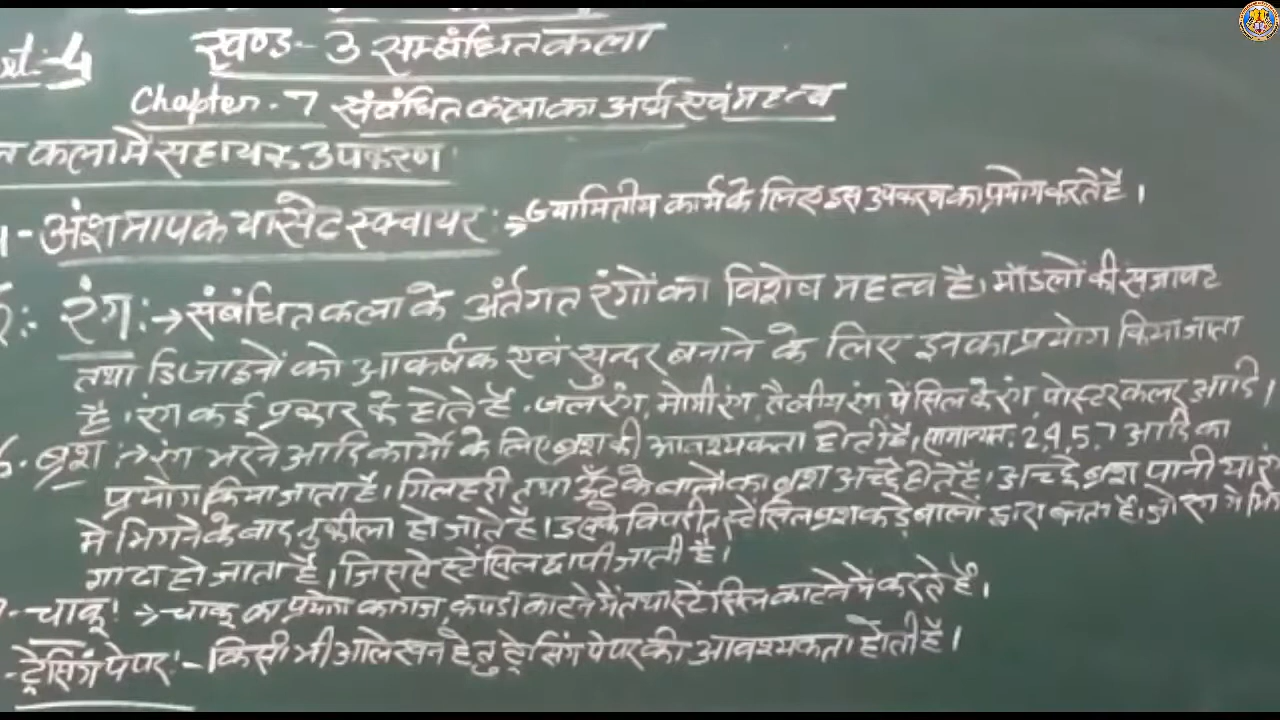 खण्ड- 3 सम्बंधित कला
Chapter-7 संबंधित कला का अर्थ एवं महत्व
कला में सहायक उपकरण
अंशमापक या सेट स्क्वायर :→ ज्यामितीय कार्य के लिए इस उपकरण का प्रयोग करते है।
रंग :→ संबंधित कला के अंर्तगत रंगों का विशेष महत्व है। मॉडलों की सजावट
तथा डिजाइनों को आकर्षक एवं सुन्दर बनाने के लिए इनका प्रयोग किया जाता
है। रंग कई प्रकार के होते है। जल रंग, मोमी रंग, तैलीय रंग पेंसिल के रंग पोस्टर कलर आदि।
ब्रश :→ रंग भरने आदि कार्यो के लिए ब्रश की आवश्यकता होती है। सामान्यत: 2,4,5,7 आदि का
प्रयोग किया जाता है। गिलहरी तथा ऊँट के बालों का ब्रश अच्छे होते है। अच्छे ब्रश पानी या
में भिगने के बाद नुकीला हो जाते है। इसके विपरीत स्टेंसिल ब्रश कड़े बालों द्वारा बनता है। जो रंग में
गाढा हो जाता है, जिससे स्टेंसिल छापी जाती है।
चाकू :→ चाकू का प्रयोग कागज, कपडा काटने में तथा स्टेंसिल काटने में करते है।
ट्रेसिंग पेपर :- किसी भी आलेखन हेतु ट्रेसिंग पेपर की आवश्यकता होती है।